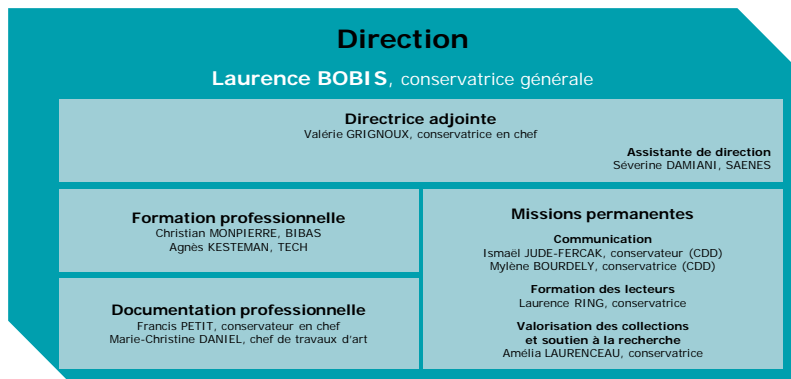 Direction
Laurence BOBIS, conservatrice générale
Directrice adjointe
Valérie GRIGNOUX, conservatrice en chef
Assistante de direction
Séverine DAMIANI, SAENES
Formation professionnelle
Christian MONPIERRE, BIBAS
Agnès KESTEMAN, TECH
Documentation professionnelle
Francis PETIT, conservateur en chef
Marie-Christine DANIEL, chef de travaux d'art
Missions permanentes
Communication
Ismaël JUDE-FERCAK, conservateur (CDD)
Mylène BOURDELY, conservatrice (CDD)
Formation des lecteurs
Laurence RING, conservatrice
Valorisation des collections
et soutien à la recherche
Amélia LAURENCEAU, conservatrice